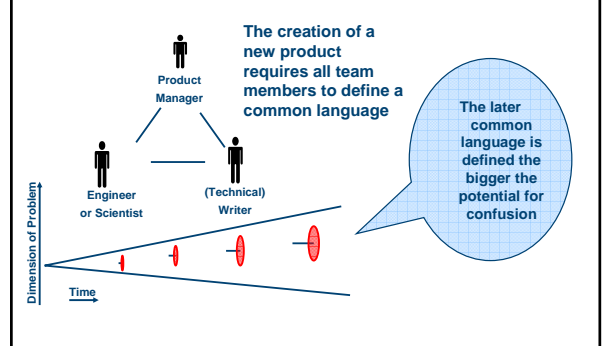 The creation of a
new product
requires all team
members to define a
common language
Product
Manager
Engineer
or Scientist
(Technical)
Writer
The later
common
language is
defined the
bigger the
potential for
confusion
Dimension of Problem
Time